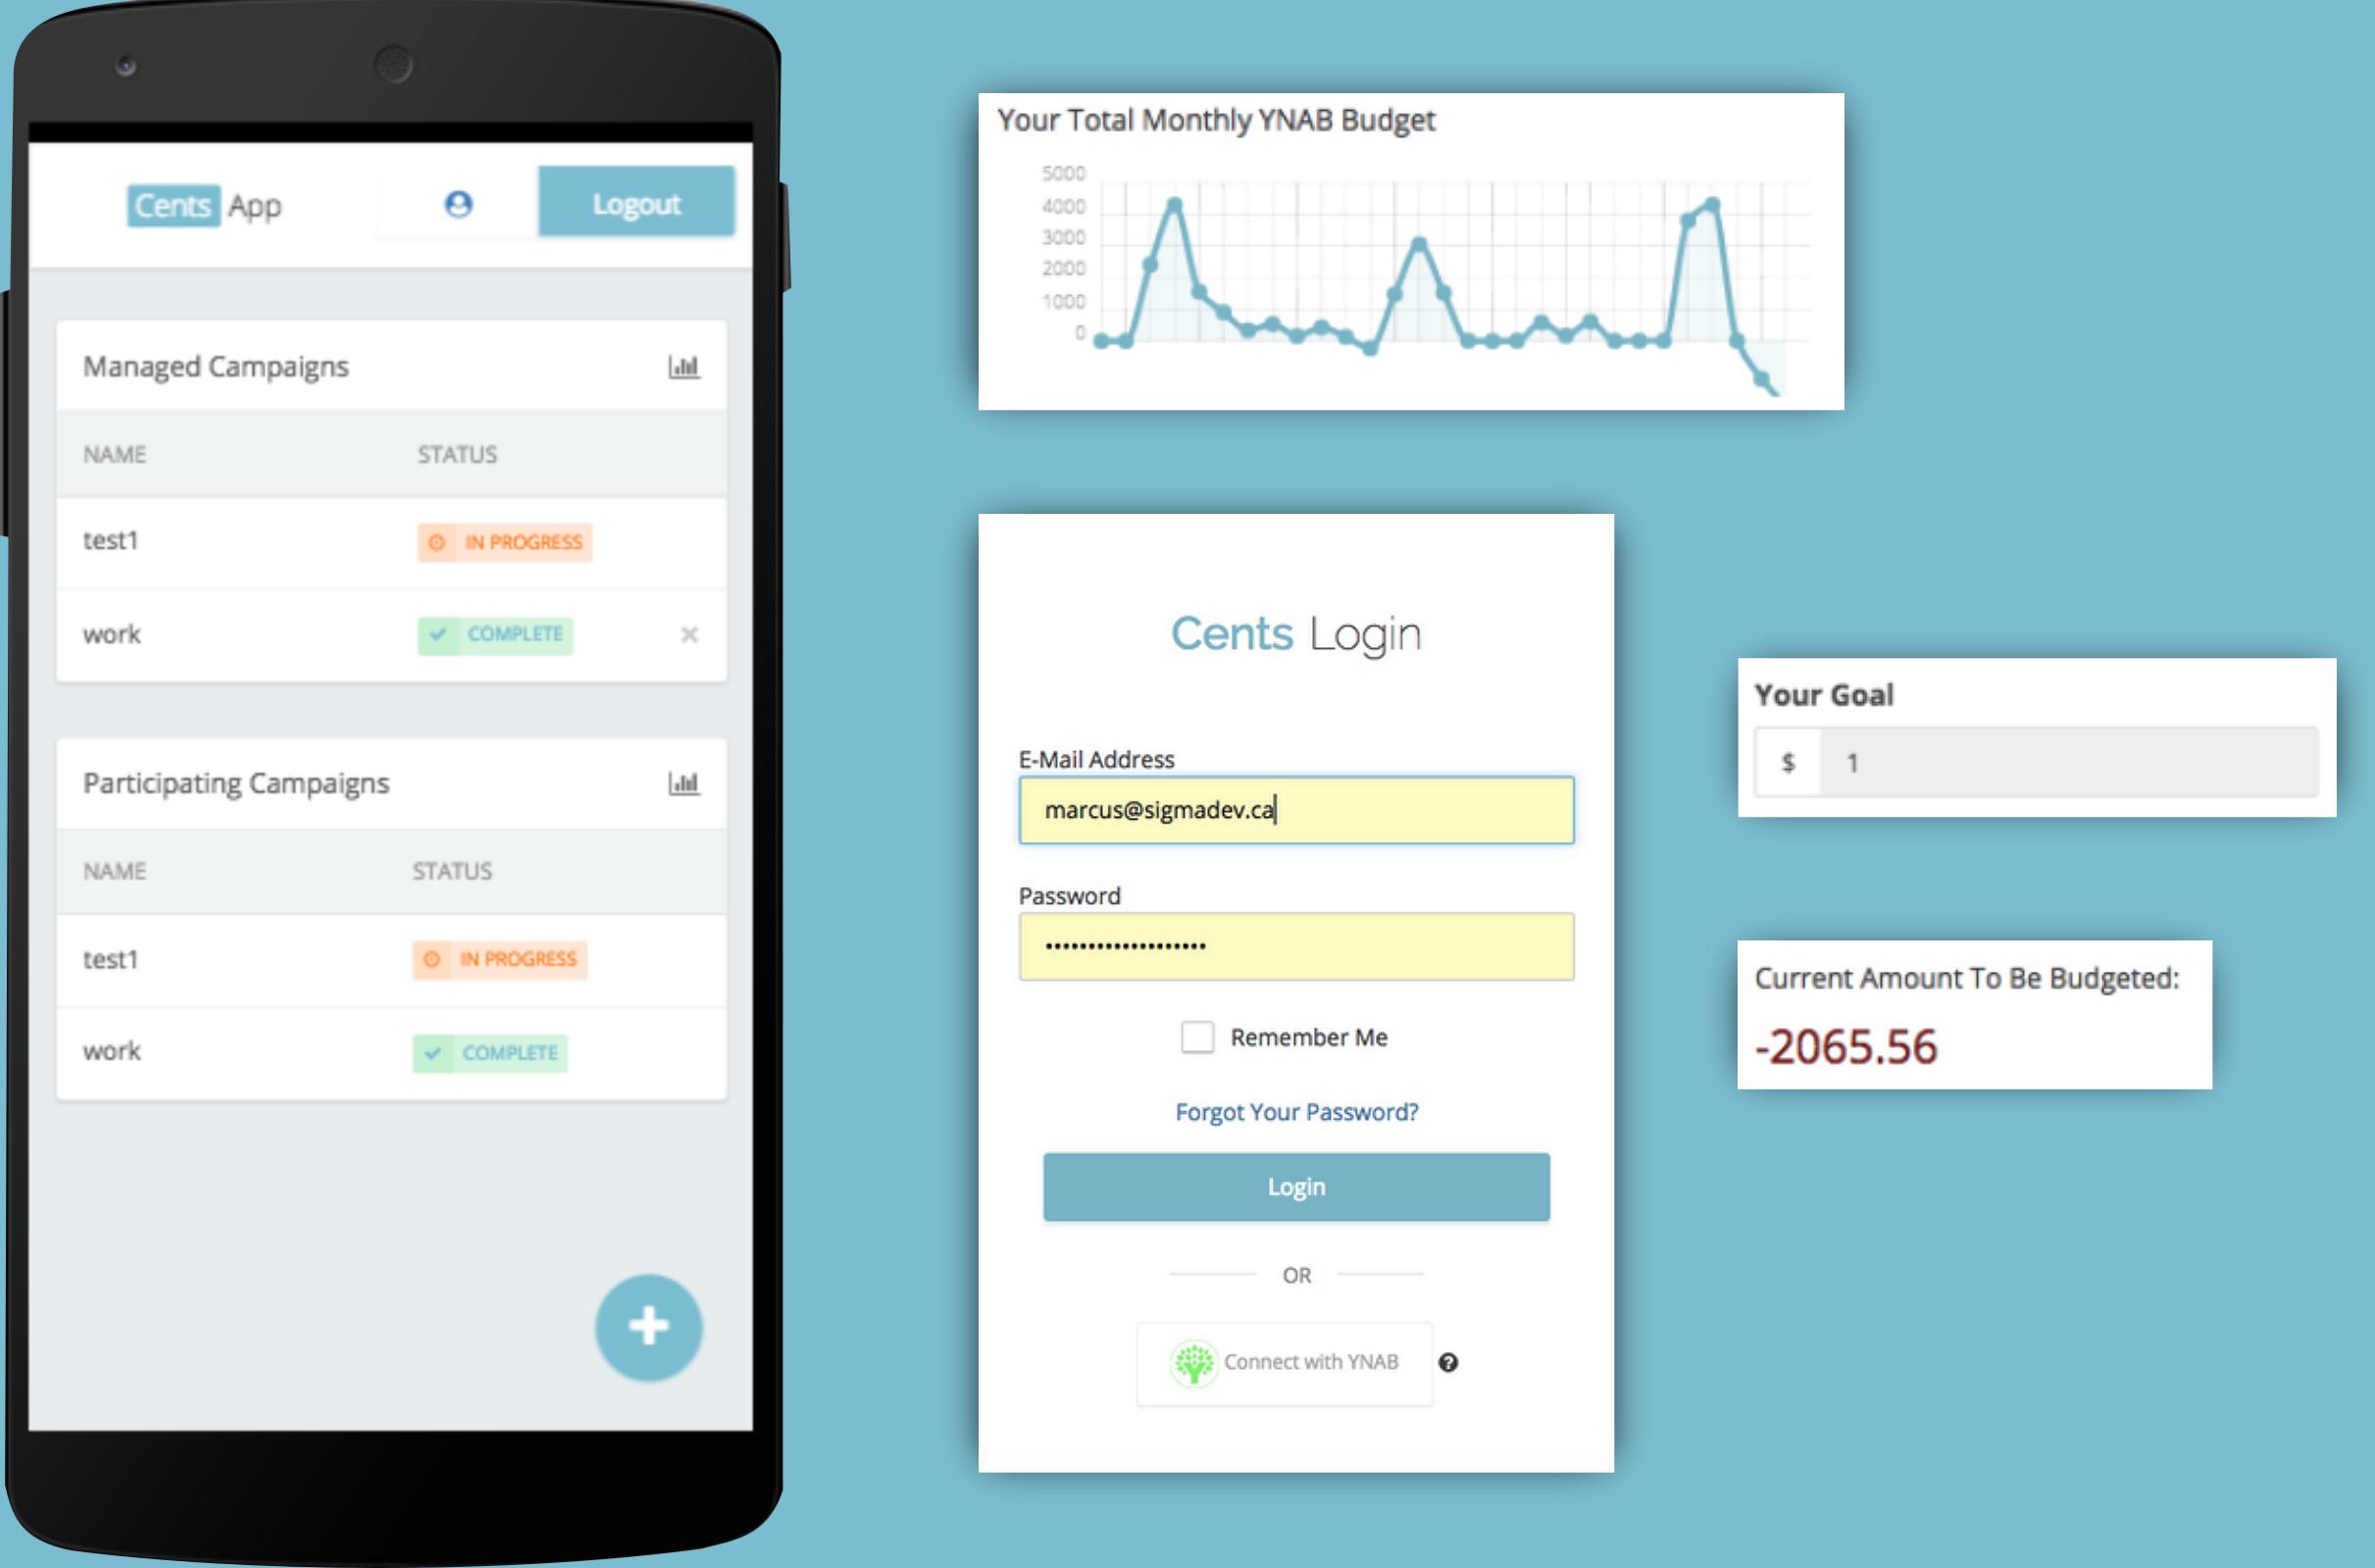 Cents App
Logout
Managed Campaigns
NAME STATUS
test1 IN PROGRESS
work COMPLETE
Participating Campaigns
NAME STATUS
test1 IN PROGRESS
work COMPLETE
Your Total Monthly YNAB Budget
5000
4000
3000
2000
1000
0
Cents Login
E-Mail Address
marcus@sigmadev.ca
Password
•••••••••••••••••••
Remember Me
Forgot Your Password?
Login
OR
Connect with YNAB
Your Goal
$ 1
Current Amount To Be Budgeted:
-2065.56